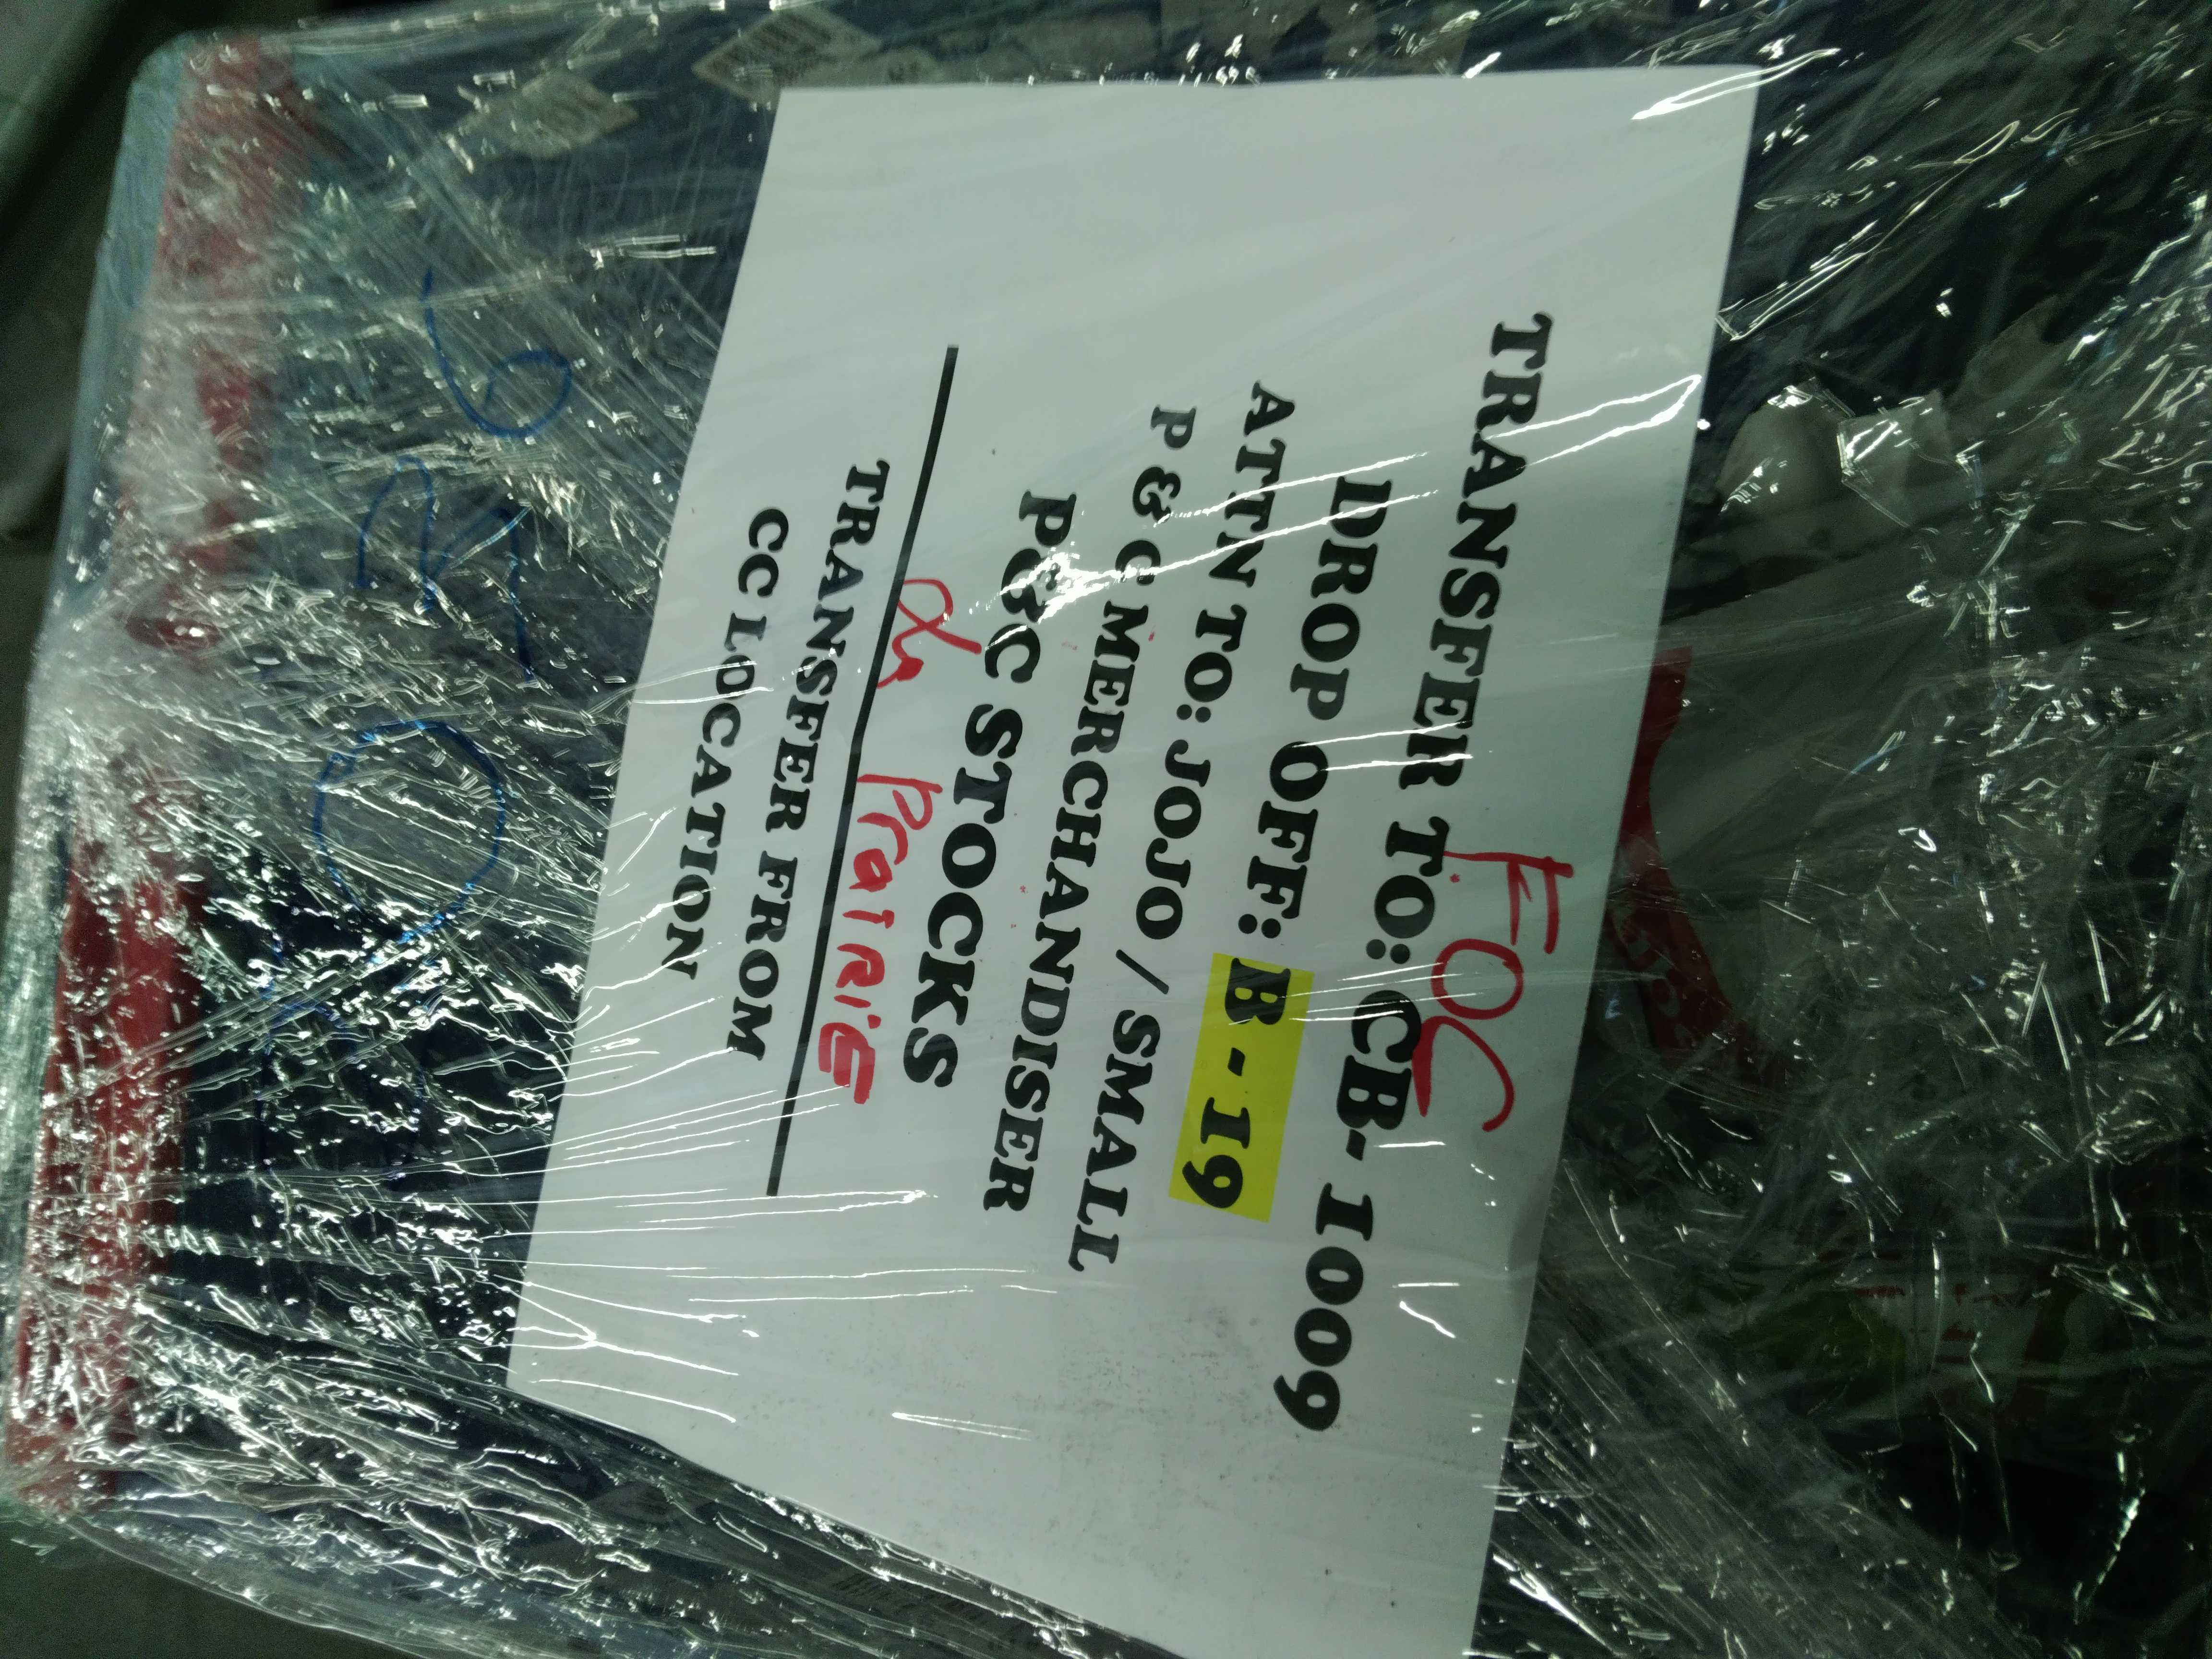 FOC
TRANSFER TO: CB- 1009
DROP OFF: B - 19
ATTN TO: JOJO / SMALL
P & C MERCHANDISER
P&C STOCKS
PraiRiE
TRANSFER FROM
CC LOCATION